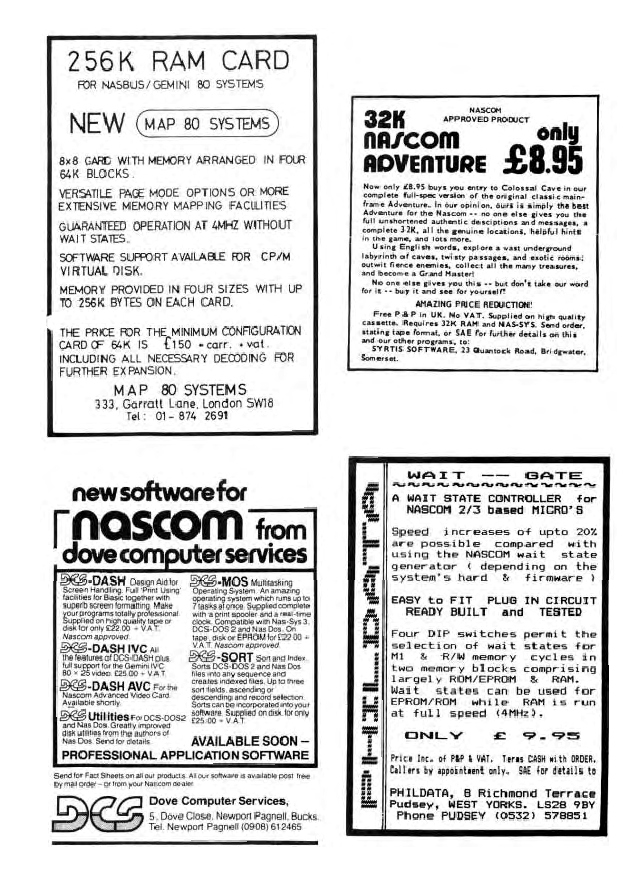 256K RAM CARD
FOR NASBUS/GEMINI 80 SYSTEMS
NEW MAP 80 SYSTEMS
8x8 CARD WITH MEMORY ARRANGED IN FOUR
64K BLOCKS.
VERSATILE PAGE MODE OPTIONS OR MORE
EXTENSIVE MEMORY MAPPING FACILITIES
GUARANTEED OPERATION AT 4MHZ WITHOUT
WAIT STATES.
SOFTWARE SUPPORT AVAILABLE FOR CP/M
VIRTUAL DISK.
MEMORY PROVIDED IN FOUR SIZES WITH UP
TO 256K BYTES ON EACH CARD.
THE PRICE FOR THE MINIMUM CONFIGURATION
CARD OF 64K IS £150 + carr. + vat.
INCLUDING ALL NECESSARY DECODING FOR
FURTHER EXPANSION.
MAP 80 SYSTEMS
333, Garratt Lane, London SW18
Tel: 01-874 2691
NASCOM
APPROVED PRODUCT
32K
NASCOM
ADVENTURE
only
£8.95
Now only £8.95 buys you entry to Colossal Cave in our
complete full-spec version of the original classic main-
frame Adventure. In our opinion, ours is simply the best
Adventure for the Nascom -- no one else gives you the
full unshortened authentic desciptions and messages, a
complete 32K, all the genuine locations, helpful hints
in the game, and lots more.
Using English words, explore a vast underground
labyrinth of caves, twisty passages, and exotic rooms;
outwit fierce enemies, collect all the many treasures,
and become a Grand Master!
No one else gives you this -- but don't take our word
for it -- buy it and see for yourself!
AMAZING PRICE REDUCTION!
Free P&P in UK. No VAT. Supplied on high quality
cassette. Requires 32K RAM and NAS-SYS. Send order,
stating tape format, or SAE for further details on this
and our other programs, to:
SYRTIS SOFTWARE, 23 Quantock Road, Bridgwater,
Somerset.
new software for
nascom from
dove computer services
DCS-DASH Design Aid for
Screen Handling. Full 'Print Using'
facilities for Basic together with
superb screen formatting. Make
your programs totally professional.
Supplied on high quality tape or
disk for only £22.00 + V.A.T.
Nascom approved.
DCS-DASH IVC All
the features of DCS-DASH plus
full support for the Gemini IVC
80 × 25 video. £25.00 + V.A.T.
DCS-DASH AVC For the
Nascom Advanced Video Card.
Available shortly.
DCS Utilities For DCS-DOS2
and Nas Dos. Greatly improved
disk utilities from the authors of
Nas Dos. Send for details.
DCS-MOS Multitasking
Operating System. An amazing
operating system which runs up to
7 tasks at once. Supplied complete
with a print spooler and a real-time
clock. Compatible with Nas-Sys 3,
DCS-DOS 2 and Nas Dos. On
tape, disk or EPROM for £22.00 +
V.A.T. Nascom approved.
DCS-SORT Sort and Index.
Sorts DCS-DOS 2 and Nas Dos
files into any sequence and
creates indexed files. Up to three
sort fields, ascending or
descending and record selection.
Sorts can be incorporated into your
software. Supplied on disk for only
£25.00 + V.A.T.
AVAILABLE SOON –
PROFESSIONAL APPLICATION SOFTWARE
Send for Fact Sheets on all our products. All our software is available post free
by mail order – or from your Nascom dealer.
DCS
Dove Computer Services,
5, Dove Close, Newport Pagnell, Bucks.
Tel. Newport Pagnell (0908) 612465
WAIT -- GATE
A WAIT STATE CONTROLLER for
NASCOM 2/3 based MICRO'S
Speed increases of upto 20%
are possible compared with
using the NASCOM wait state
generator ( depending on the
system's hard & firmware )
EASY to FIT PLUG IN CIRCUIT
READY BUILT and TESTED
Four DIP switches permit the
selection of wait states for
M1 & R/W memory cycles in
two memory blocks comprising
largely ROM/EPROM & RAM.
Wait states can be used for
EPROM/ROM while RAM is run
at full speed (4MHz).
ONLY £ 9.95
Price Inc. of P&P & VAT. Terms CASH with ORDER.
Callers by appointment only. SAE for details to
PHILDATA, 8 Richmond Terrace
Pudsey, WEST YORKS. LS28 9BY
Phone PUDSEY (0532) 578851